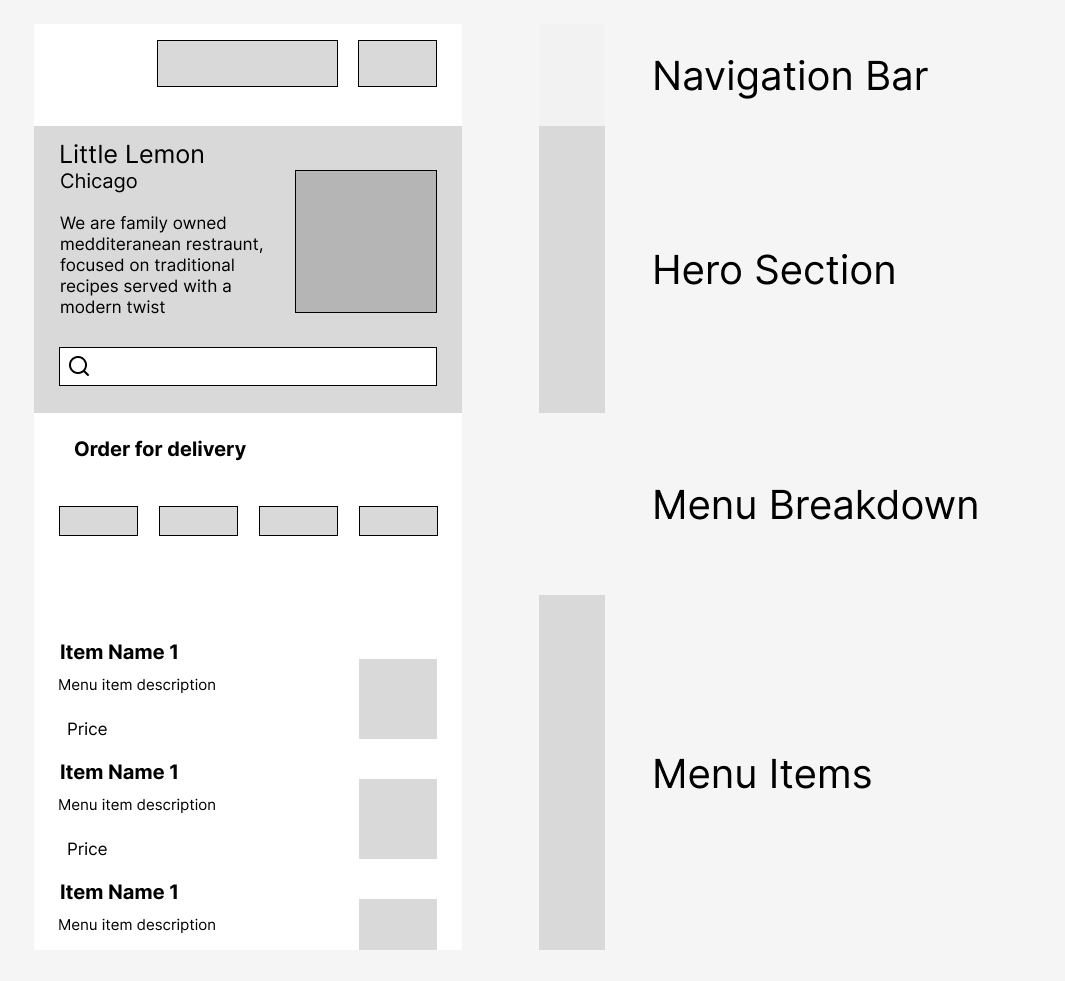 Navigation Bar
Little Lemon
Chicago
We are family owned
medditeranean restraunt,
focused on traditional
recipes served with a
modern twist
Hero Section
Order for delivery
Menu Breakdown
Item Name 1
Menu item description
Price
Item Name 1
Menu item description
Price
Item Name 1
Menu item description
Menu Items